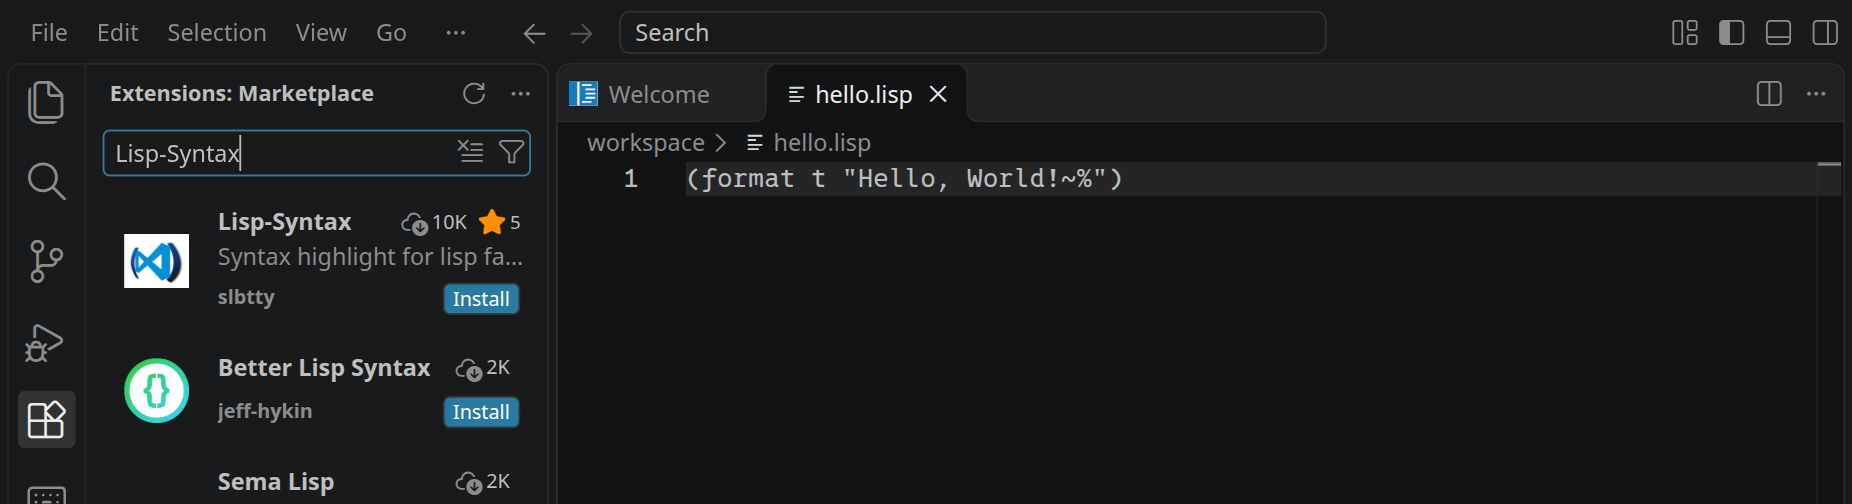 File Edit Selection View Go ··· Search
Extensions: Marketplace ···
Lisp-Syntax
Lisp-Syntax 10K 5
Syntax highlight for lisp fa...
slbtty Install
Better Lisp Syntax 2K
jeff-hykin Install
Sema Lisp 2K
Welcome hello.lisp ···
workspace > hello.lisp
1 (format t "Hello, World!~%")